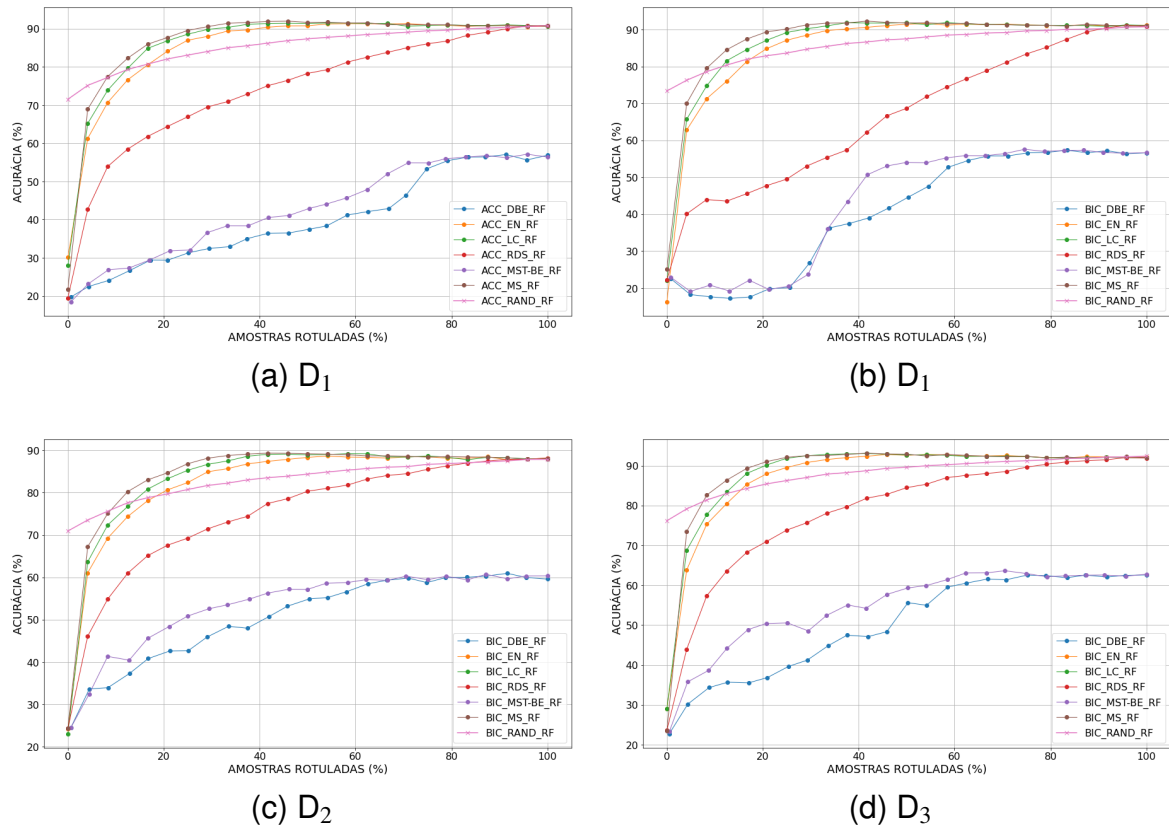 90
80
70
60
50
40
30
20
ACURÁCIA (%)
0 20 40 60 80 100
AMOSTRAS ROTULADAS (%)
ACC_DBE_RF
ACC_EN_RF
ACC_LC_RF
ACC_RDS_RF
ACC_MST-BE_RF
ACC_MS_RF
ACC_RAND_RF
(a) D₁
90
80
70
60
50
40
30
20
ACURÁCIA (%)
0 20 40 60 80 100
AMOSTRAS ROTULADAS (%)
BIC_DBE_RF
BIC_EN_RF
BIC_LC_RF
BIC_RDS_RF
BIC_MST-BE_RF
BIC_MS_RF
BIC_RAND_RF
(b) D₁
90
80
70
60
50
40
30
20
ACURÁCIA (%)
0 20 40 60 80 100
AMOSTRAS ROTULADAS (%)
BIC_DBE_RF
BIC_EN_RF
BIC_LC_RF
BIC_RDS_RF
BIC_MST-BE_RF
BIC_MS_RF
BIC_RAND_RF
(c) D₂
90
80
70
60
50
40
30
20
ACURÁCIA (%)
0 20 40 60 80 100
AMOSTRAS ROTULADAS (%)
BIC_DBE_RF
BIC_EN_RF
BIC_LC_RF
BIC_RDS_RF
BIC_MST-BE_RF
BIC_MS_RF
BIC_RAND_RF
(d) D₃